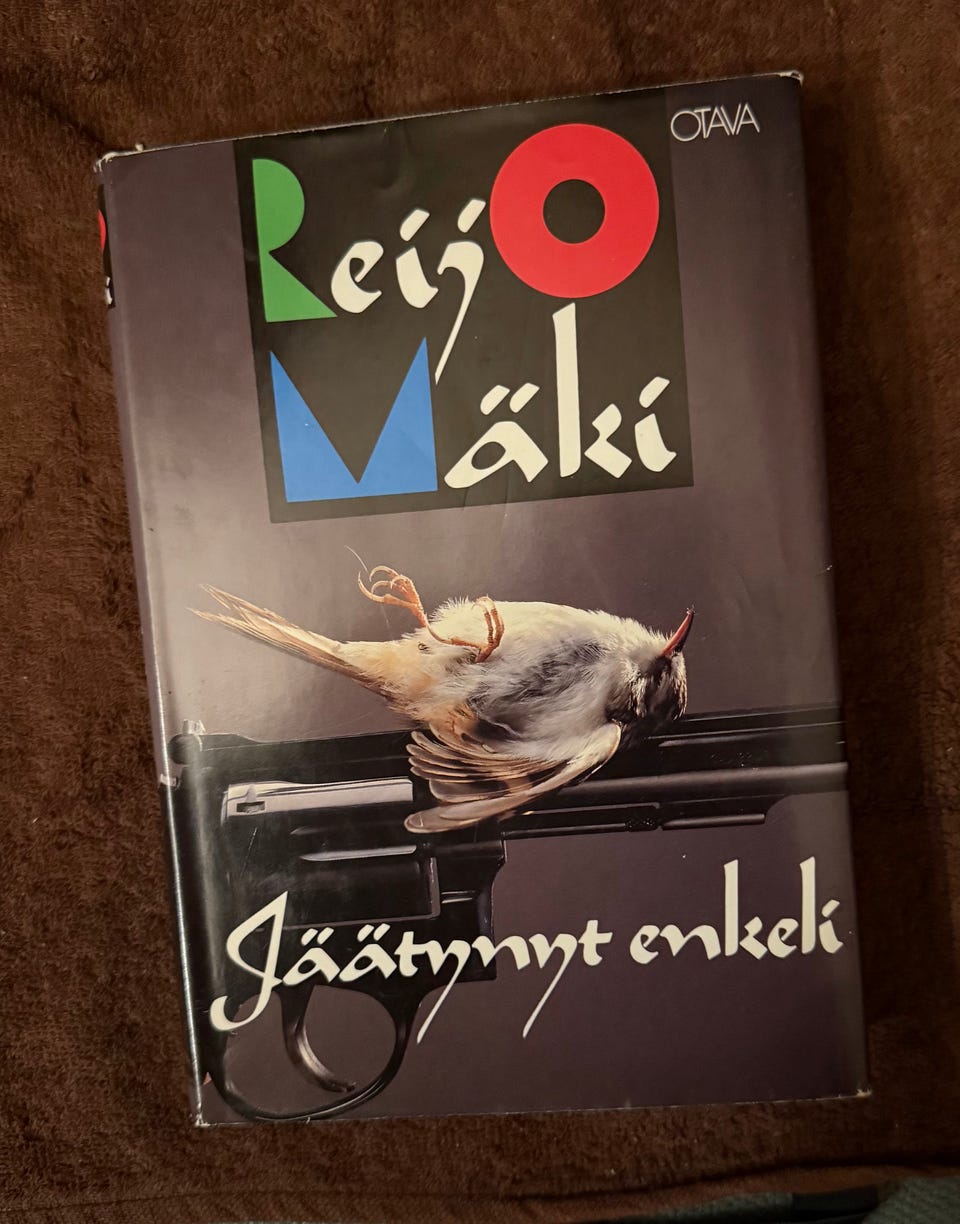 OTAVA
ReijO
Mäki
Jäätynyt enkeli